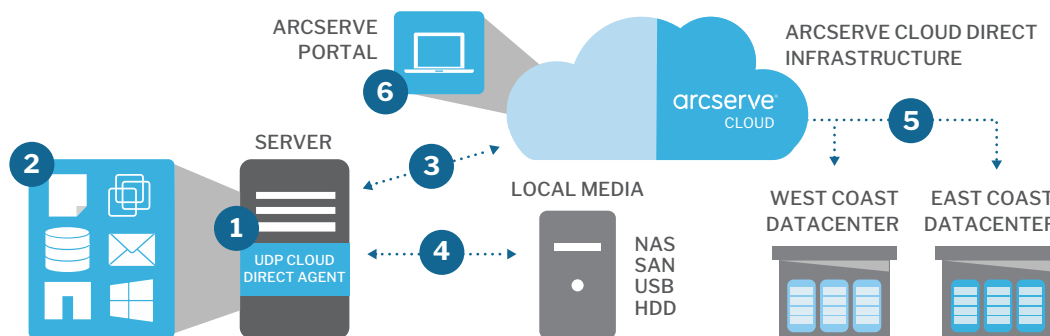 ARCSERVE
PORTAL
6
ARCSERVE CLOUD DIRECT
INFRASTRUCTURE
arcserve®
CLOUD
5
2
SERVER
3
1
UDP CLOUD
DIRECT AGENT
4
LOCAL MEDIA
NAS
SAN
USB
HDD
WEST COAST
DATACENTER
EAST COAST
DATACENTER